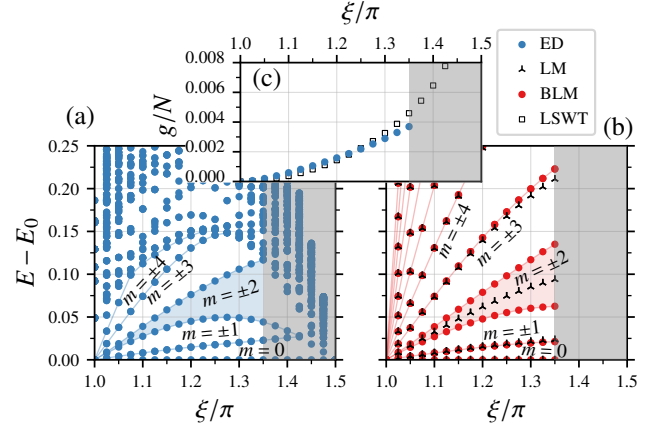 ξ/π
1.0 1.1 1.2 1.3 1.4 1.5
0.008
0.006
0.004
0.002
0.000
g/N
(c)
ED
LM
BLM
LSWT
(a)
0.25
0.20
0.15
0.10
0.05
0.00
E − E₀
m = ±4
m = ±3
m = ±2
m = ±1
m = 0
1.0 1.1 1.2 1.3 1.4 1.5
ξ/π
(b)
m = ±4
m = ±3
m = ±2
m = ±1
m = 0
1.0 1.1 1.2 1.3 1.4 1.5
ξ/π